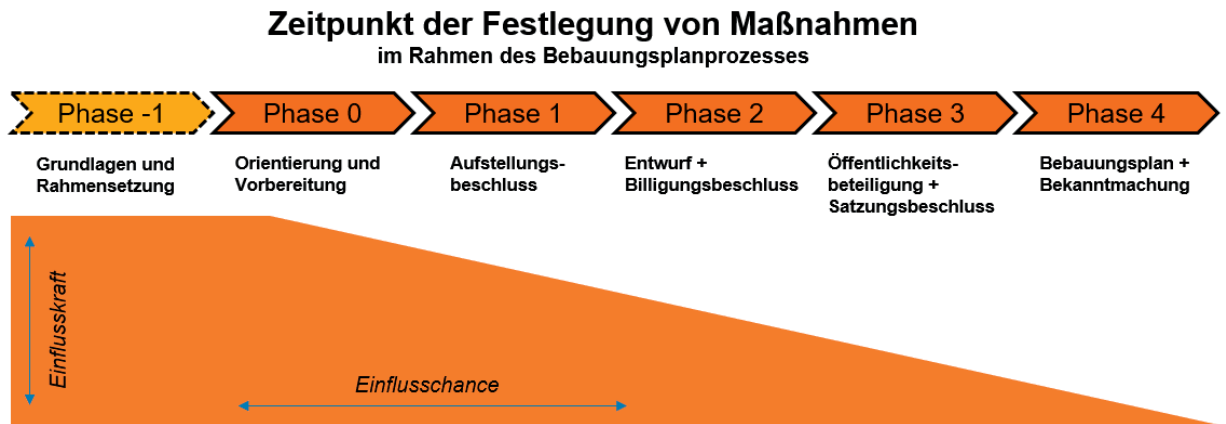 Zeitpunkt der Festlegung von Maßnahmen
im Rahmen des Bebauungsplanprozesses
Phase -1
Phase 0
Phase 1
Phase 2
Phase 3
Phase 4
Grundlagen und
Rahmensetzung
Orientierung und
Vorbereitung
Aufstellungs-
beschluss
Entwurf +
Billigungsbeschluss
Öffentlichkeits-
beteiligung +
Satzungsbeschluss
Bebauungsplan +
Bekanntmachung
Einflusskraft
Einflusschance